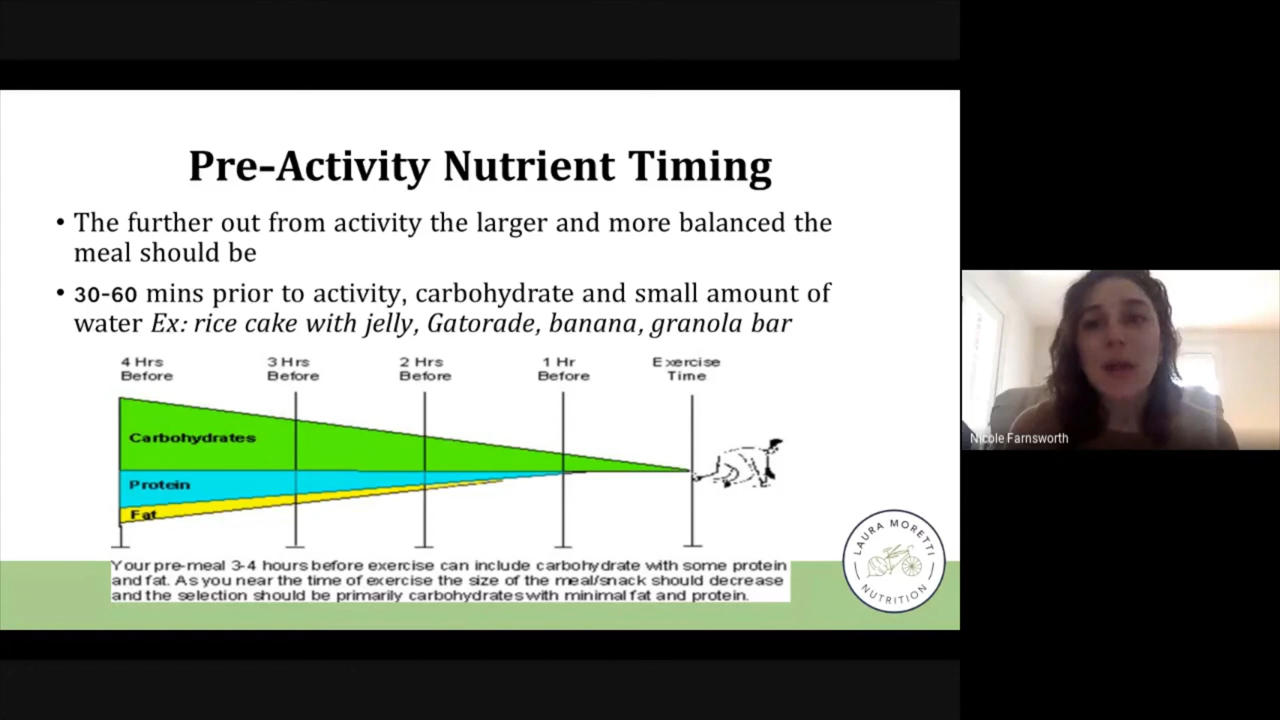 Pre-Activity Nutrient Timing
• The further out from activity the larger and more balanced the
meal should be
• 30-60 mins prior to activity, carbohydrate and small amount of
water Ex: rice cake with jelly, Gatorade, banana, granola bar
4 Hrs Before
3 Hrs Before
2 Hrs Before
1 Hr Before
Exercise Time
Carbohydrates
Protein
Fat
Your pre-meal 3-4 hours before exercise can include carbohydrate with some protein
and fat. As you near the time of exercise the size of the meal/snack should decrease
and the selection should be primarily carbohydrates with minimal fat and protein.
LAURA MORETTI
NUTRITION
Nicole Farnsworth